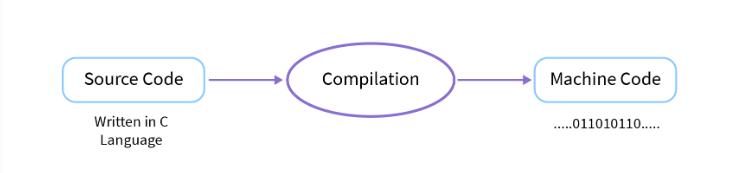 Source Code
Compilation
Machine Code
Written in C
Language
.....011010110.....